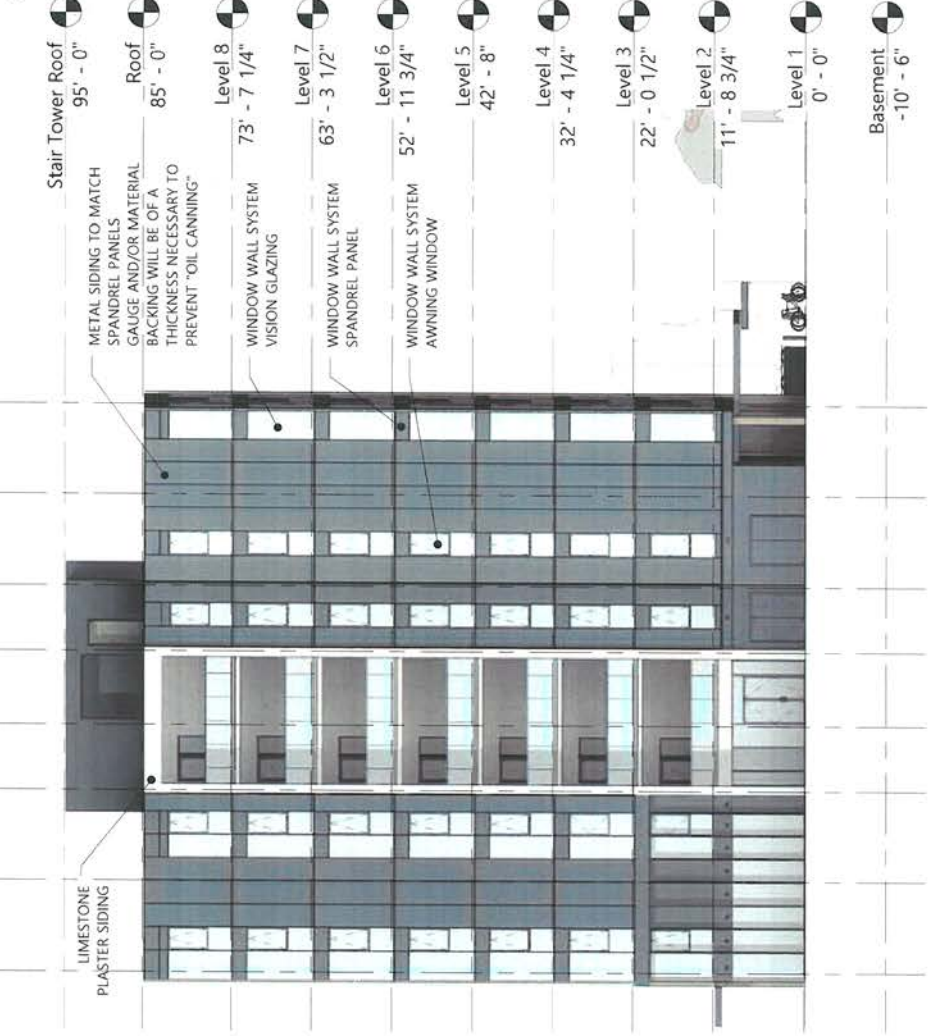 Stair Tower Roof
95' - 0"
Roof
85' - 0"
Level 8
73' - 7 1/4"
Level 7
63' - 3 1/2"
Level 6
52' - 11 3/4"
Level 5
42' - 8"
Level 4
32' - 4 1/4"
Level 3
22' - 0 1/2"
Level 2
11' - 8 3/4"
Level 1
0' - 0"
Basement
-10' - 6"
METAL SIDING TO MATCH
SPANDREL PANELS
GAUGE AND/OR MATERIAL
BACKING WILL BE OF A
THICKNESS NECESSARY TO
PREVENT "OIL CANNING"
WINDOW WALL SYSTEM
VISION GLAZING
WINDOW WALL SYSTEM
SPANDREL PANEL
WINDOW WALL SYSTEM
AWNING WINDOW
LIMESTONE
PLASTER SIDING